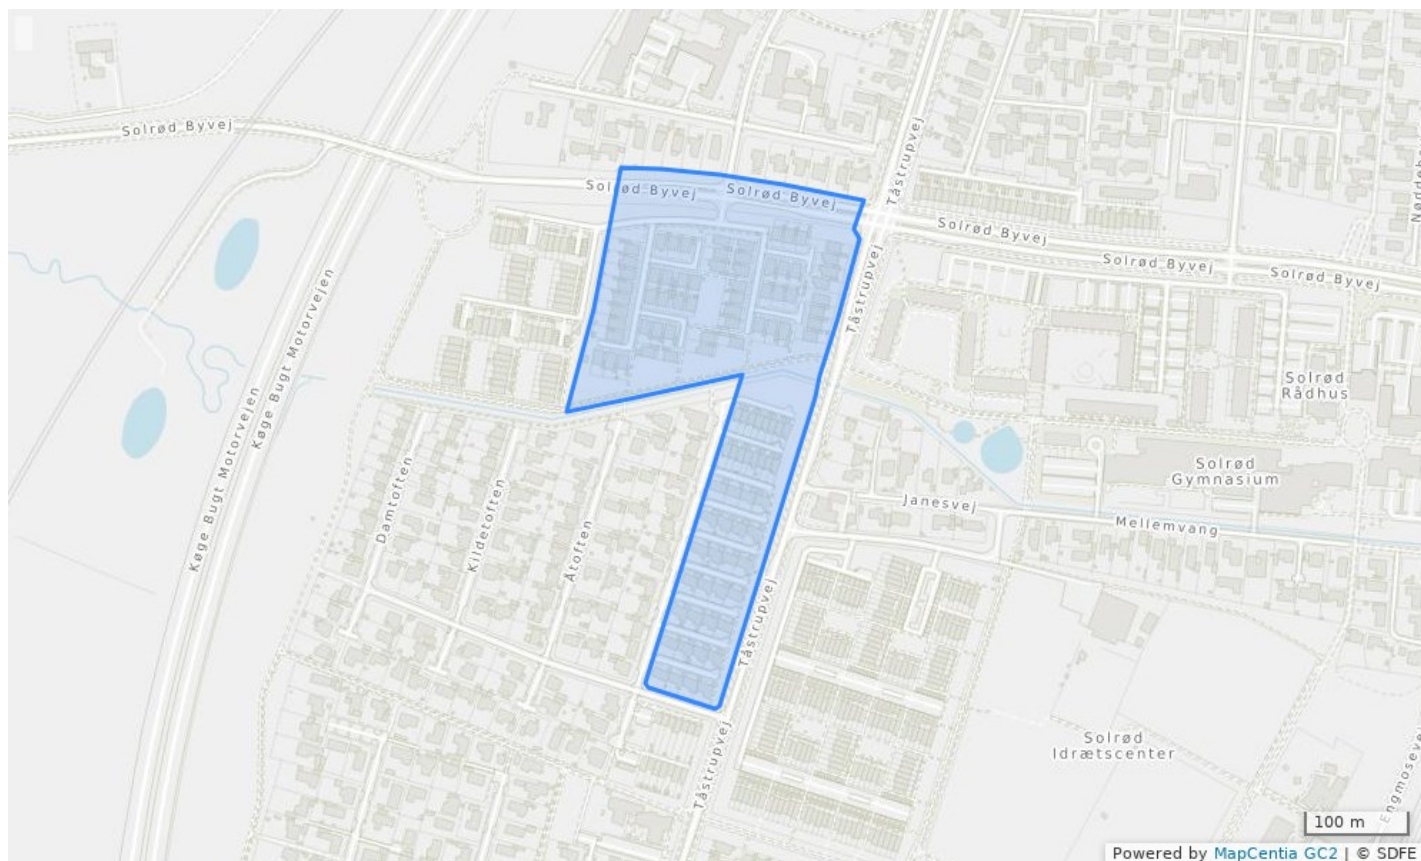 Solrød Byvej
Solrød Byvej
Solrød Byvej
Tåstrupvej
Solrød Byvej
Solrød Byvej
Solrød Byvej
Tåstrupvej
Køge Bugt Motorvejen
Køge Bugt Motorvejen
Solrød
Rådhus
Solrød
Gymnasium
Damtoften
Kildetoften
Åtoften
Janesvej
Mellemvang
Tåstrupvej
Tåstrupvej
Solrød
Idrætscenter
100 m
Powered by MapCentia GC2 | © SDFE